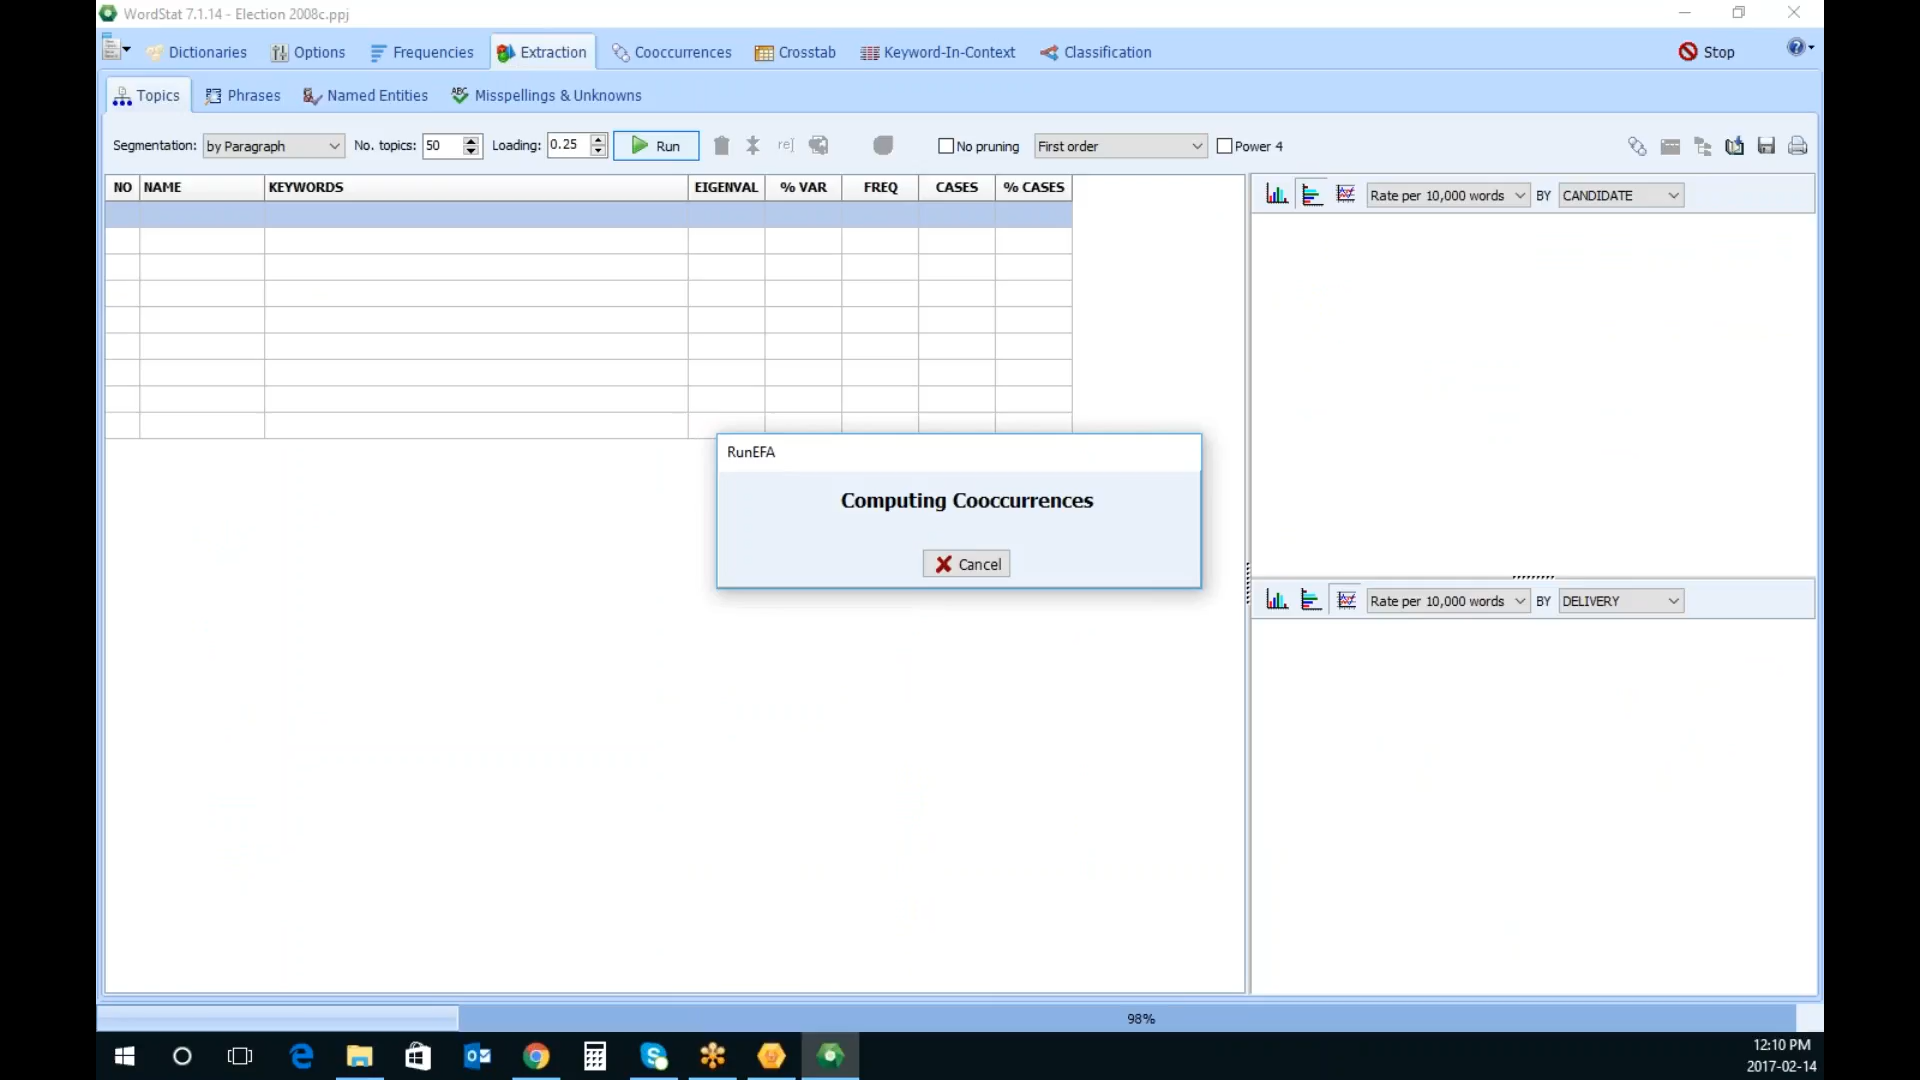 WordStat 7.1.14 - Election 2008c.ppj
Dictionaries Options Frequencies Extraction Cooccurrences Crosstab Keyword-In-Context Classification Stop
Topics Phrases Named Entities Misspellings & Unknowns
Segmentation: by Paragraph No. topics: 50 Loading: 0.25 Run re] No pruning First order Power 4
NO NAME KEYWORDS EIGENVAL % VAR FREQ CASES % CASES
Rate per 10,000 words BY CANDIDATE
RunEFA
Computing Cooccurrences
Cancel
Rate per 10,000 words BY DELIVERY
98%
12:10 PM
2017-02-14